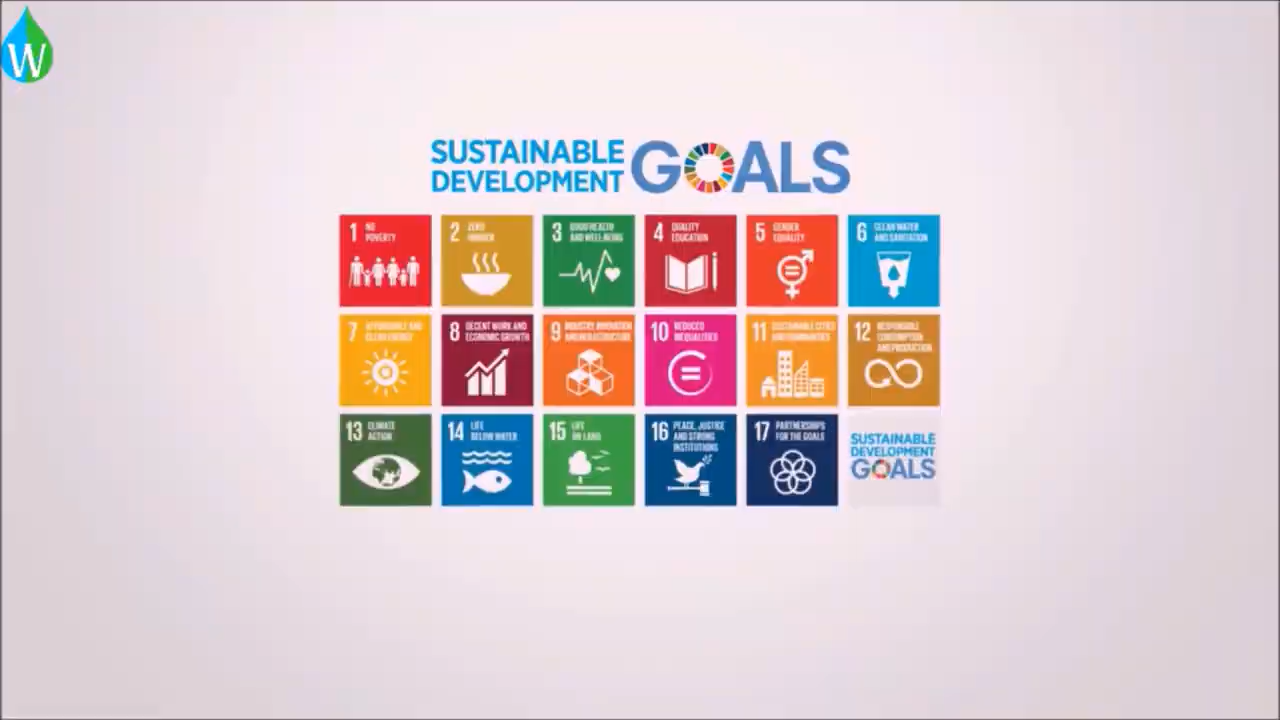 W
SUSTAINABLE
DEVELOPMENT
GOALS
1 NO
POVERTY
2 ZERO
HUNGER
3 GOOD HEALTH
AND WELL-BEING
4 QUALITY
EDUCATION
5 GENDER
EQUALITY
6 CLEAN WATER
AND SANITATION
7 AFFORDABLE AND
CLEAN ENERGY
8 DECENT WORK AND
ECONOMIC GROWTH
9 INDUSTRY, INNOVATION
AND INFRASTRUCTURE
10 REDUCED
INEQUALITIES
11 SUSTAINABLE CITIES
AND COMMUNITIES
12 RESPONSIBLE
CONSUMPTION
AND PRODUCTION
13 CLIMATE
ACTION
14 LIFE
BELOW WATER
15 LIFE
ON LAND
16 PEACE, JUSTICE
AND STRONG
INSTITUTIONS
17 PARTNERSHIPS
FOR THE GOALS
SUSTAINABLE
DEVELOPMENT
GOALS